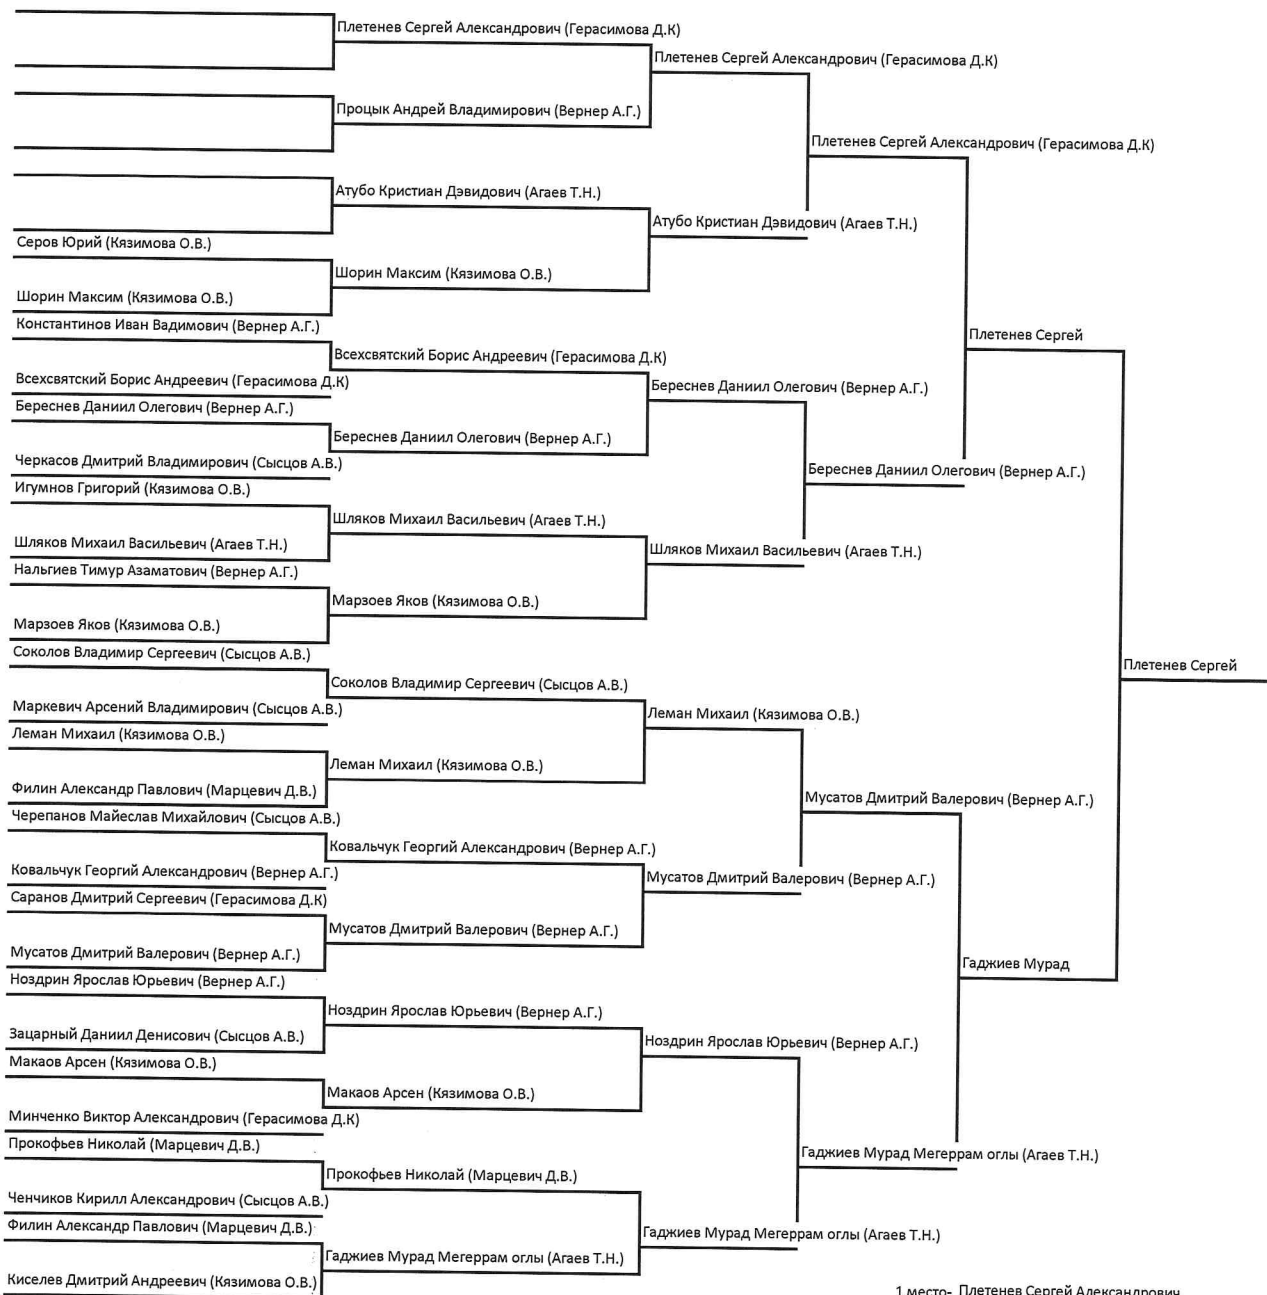 Плетенев Сергей Александрович (Герасимова Д.К)
Плетенев Сергей Александрович (Герасимова Д.К)
Процык Андрей Владимирович (Вернер А.Г.)
Плетенев Сергей Александрович (Герасимова Д.К)
Атубо Кристиан Дэвидович (Агаев Т.Н.)
Атубо Кристиан Дэвидович (Агаев Т.Н.)
Серов Юрий (Кязимова О.В.)
Шорин Максим (Кязимова О.В.)
Шорин Максим (Кязимова О.В.)
Константинов Иван Вадимович (Вернер А.Г.)
Плетенев Сергей
Всехсвятский Борис Андреевич (Герасимова Д.К)
Всехсвятский Борис Андреевич (Герасимова Д.К)
Береснев Даниил Олегович (Вернер А.Г.)
Береснев Даниил Олегович (Вернер А.Г.)
Береснев Даниил Олегович (Вернер А.Г.)
Черкасов Дмитрий Владимирович (Сысцов А.В.)
Береснев Даниил Олегович (Вернер А.Г.)
Игумнов Григорий (Кязимова О.В.)
Шляков Михаил Васильевич (Агаев Т.Н.)
Шляков Михаил Васильевич (Агаев Т.Н.)
Шляков Михаил Васильевич (Агаев Т.Н.)
Нальгиев Тимур Азаматович (Вернер А.Г.)
Марзоев Яков (Кязимова О.В.)
Марзоев Яков (Кязимова О.В.)
Соколов Владимир Сергеевич (Сысцов А.В.)
Плетенев Сергей
Соколов Владимир Сергеевич (Сысцов А.В.)
Маркевич Арсений Владимирович (Сысцов А.В.)
Леман Михаил (Кязимова О.В.)
Леман Михаил (Кязимова О.В.)
Леман Михаил (Кязимова О.В.)
Филин Александр Павлович (Марцевич Д.В.)
Мусатов Дмитрий Валерович (Вернер А.Г.)
Черепанов Майеслав Михайлович (Сысцов А.В.)
Ковальчук Георгий Александрович (Вернер А.Г.)
Ковальчук Георгий Александрович (Вернер А.Г.)
Мусатов Дмитрий Валерович (Вернер А.Г.)
Саранов Дмитрий Сергеевич (Герасимова Д.К)
Мусатов Дмитрий Валерович (Вернер А.Г.)
Мусатов Дмитрий Валерович (Вернер А.Г.)
Гаджиев Мурад
Ноздрин Ярослав Юрьевич (Вернер А.Г.)
Ноздрин Ярослав Юрьевич (Вернер А.Г.)
Зацарный Даниил Денисович (Сысцов А.В.)
Ноздрин Ярослав Юрьевич (Вернер А.Г.)
Макаов Арсен (Кязимова О.В.)
Макаов Арсен (Кязимова О.В.)
Минченко Виктор Александрович (Герасимова Д.К)
Прокофьев Николай (Марцевич Д.В.)
Гаджиев Мурад Мегеррам оглы (Агаев Т.Н.)
Прокофьев Николай (Марцевич Д.В.)
Ченчиков Кирилл Александрович (Сысцов А.В.)
Филин Александр Павлович (Марцевич Д.В.)
Гаджиев Мурад Мегеррам оглы (Агаев Т.Н.)
Гаджиев Мурад Мегеррам оглы (Агаев Т.Н.)
Киселев Дмитрий Андреевич (Кязимова О.В.)
1 место- Плетенев Сергей Александрович